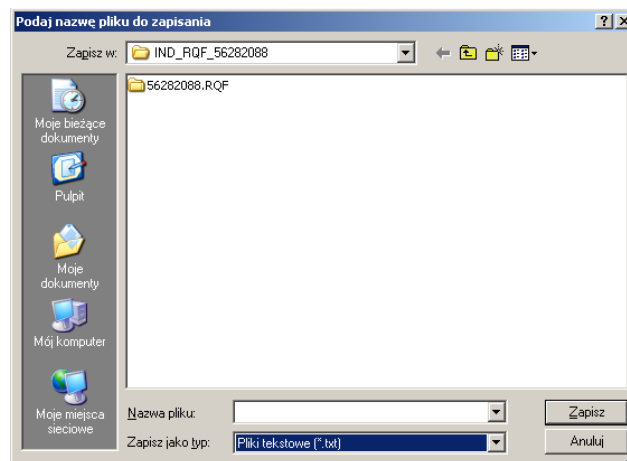 Podaj nazwę pliku do zapisania
Zapisz w: IND_RQF_56282088
56282088.RQF
Moje bieżące
dokumenty
Pulpit
Moje
dokumenty
Mój komputer
Moje miejsca
sieciowe
Nazwa pliku: Zapisz
Zapisz jako typ: Pliki tekstowe (*.txt) Anuluj